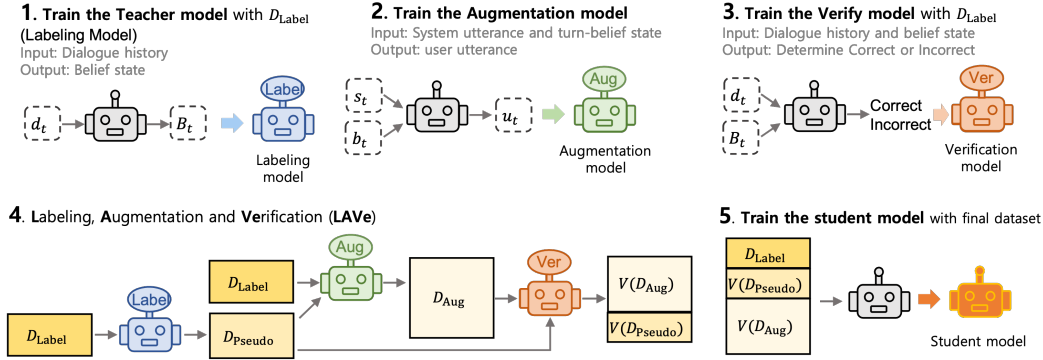 1. Train the Teacher model with D_Label
(Labeling Model)
Input: Dialogue history
Output: Belief state
d_t
B_t
Label
Labeling
model
2. Train the Augmentation model
Input: System utterance and turn-belief state
Output: user utterance
s_t
b_t
u_t
Aug
Augmentation
model
3. Train the Verify model with D_Label
Input: Dialogue history and belief state
Output: Determine Correct or Incorrect
d_t
B_t
Correct
Incorrect
Ver
Verification
model
4. Labeling, Augmentation and Verification (LAVe)
D_Label
Label
D_Label
D_Pseudo
Aug
D_Aug
Ver
V(D_Aug)
V(D_Pseudo)
5. Train the student model with final dataset
D_Label
V(D_Pseudo)
V(D_Aug)
Student model